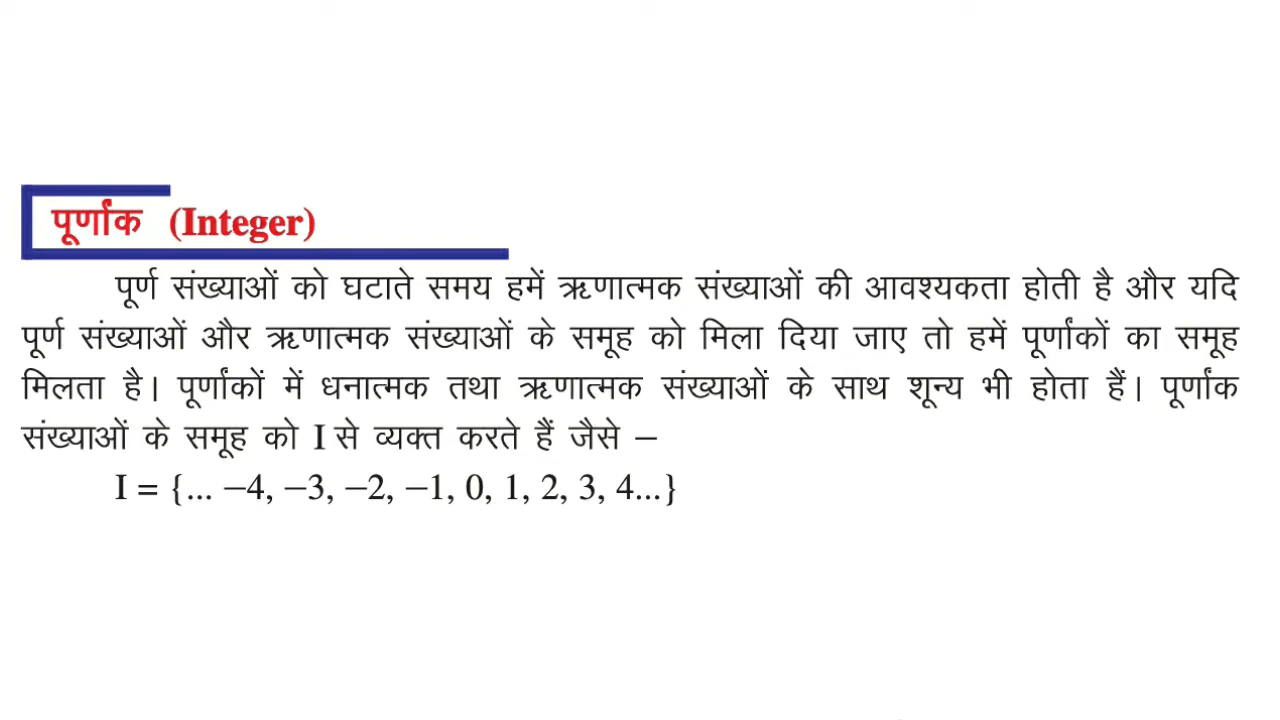 पूर्णांक (Integer)
पूर्ण संख्याओं को घटाते समय हमें ऋणात्मक संख्याओं की आवश्यकता होती है और यदि
पूर्ण संख्याओं और ऋणात्मक संख्याओं के समूह को मिला दिया जाए तो हमें पूर्णांकों का समूह
मिलता है। पूर्णांकों में धनात्मक तथा ऋणात्मक संख्याओं के साथ शून्य भी होता हैं। पूर्णांक
संख्याओं के समूह को I से व्यक्त करते हैं जैसे –
I = {... –4, –3, –2, –1, 0, 1, 2, 3, 4...}